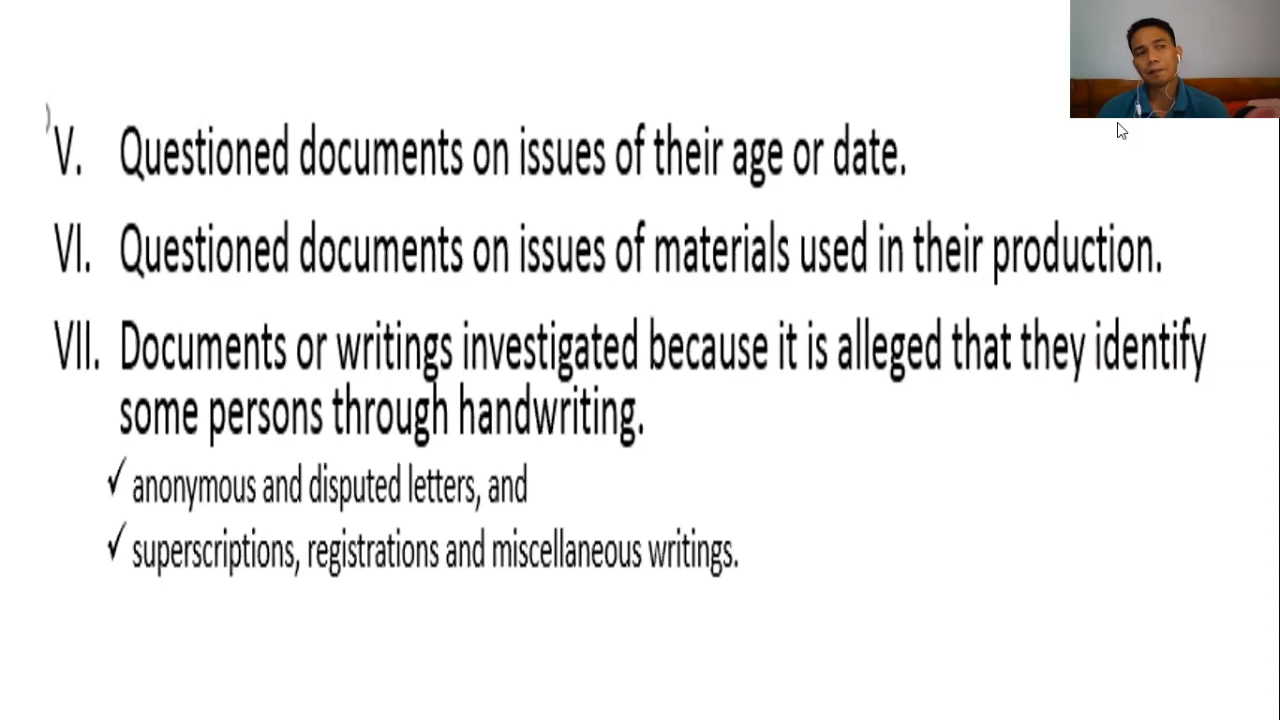 V. Questioned documents on issues of their age or date.
VI. Questioned documents on issues of materials used in their production.
VII. Documents or writings investigated because it is alleged that they identify
some persons through handwriting.
✓ anonymous and disputed letters, and
✓ superscriptions, registrations and miscellaneous writings.